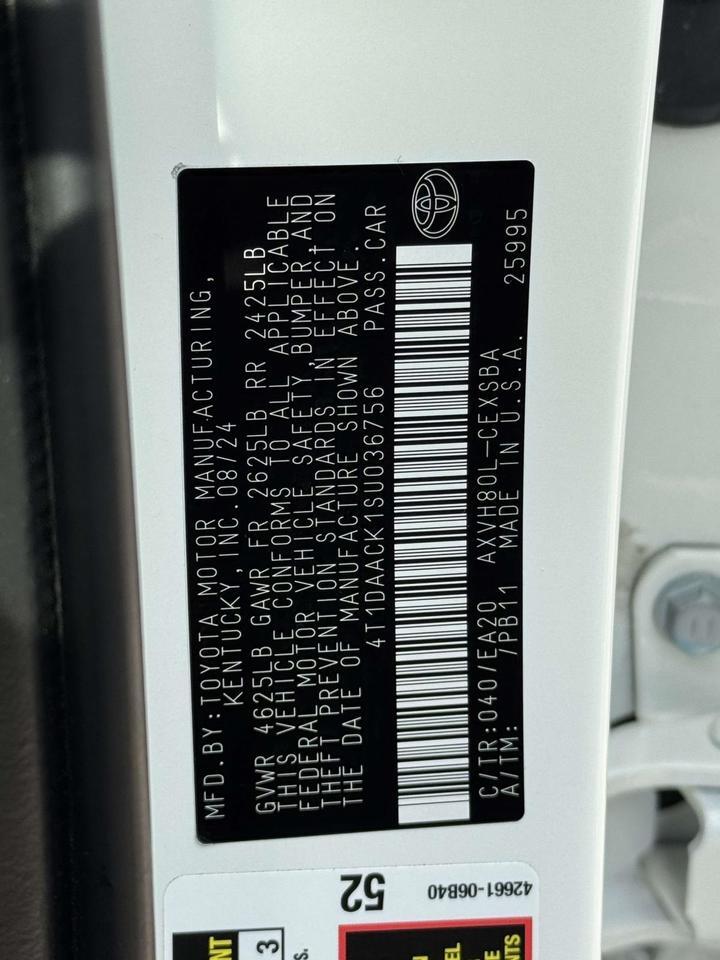 MFD.BY:TOYOTA MOTOR MANUFACTURING,
KENTUCKY, INC.08/24
GVWR 4625LB GAWR FR 2625LB RR 2425LB
THIS VEHICLE CONFORMS TO ALL APPLICABLE
FEDERAL MOTOR VEHICLE SAFETY, BUMPER,AND
THEFT PREVENTION STANDARDS IN EFFECT ON
THE DATE OF MANUFACTURE SHOWN ABOVE.
4T1DAACK1SU036756 PASS.CAR
C/TR:040/EA20 AXVH80L-CEXSBA
A/TM: /PB11 MADE IN U.S.A. 25995
52
42661-06B40
3